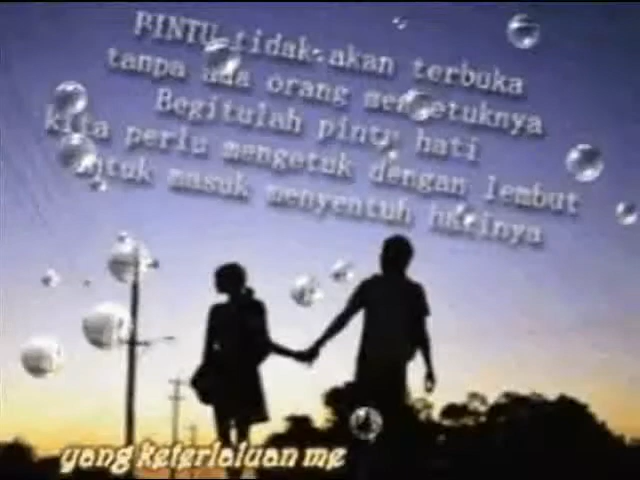 PINTU tidak akan terbuka
tanpa ada orang mengetuknya
Begitulah pintu hati
kita perlu mengetuk dengan lembut
untuk masuk menyentuh hatinya
yang keterlaluan me